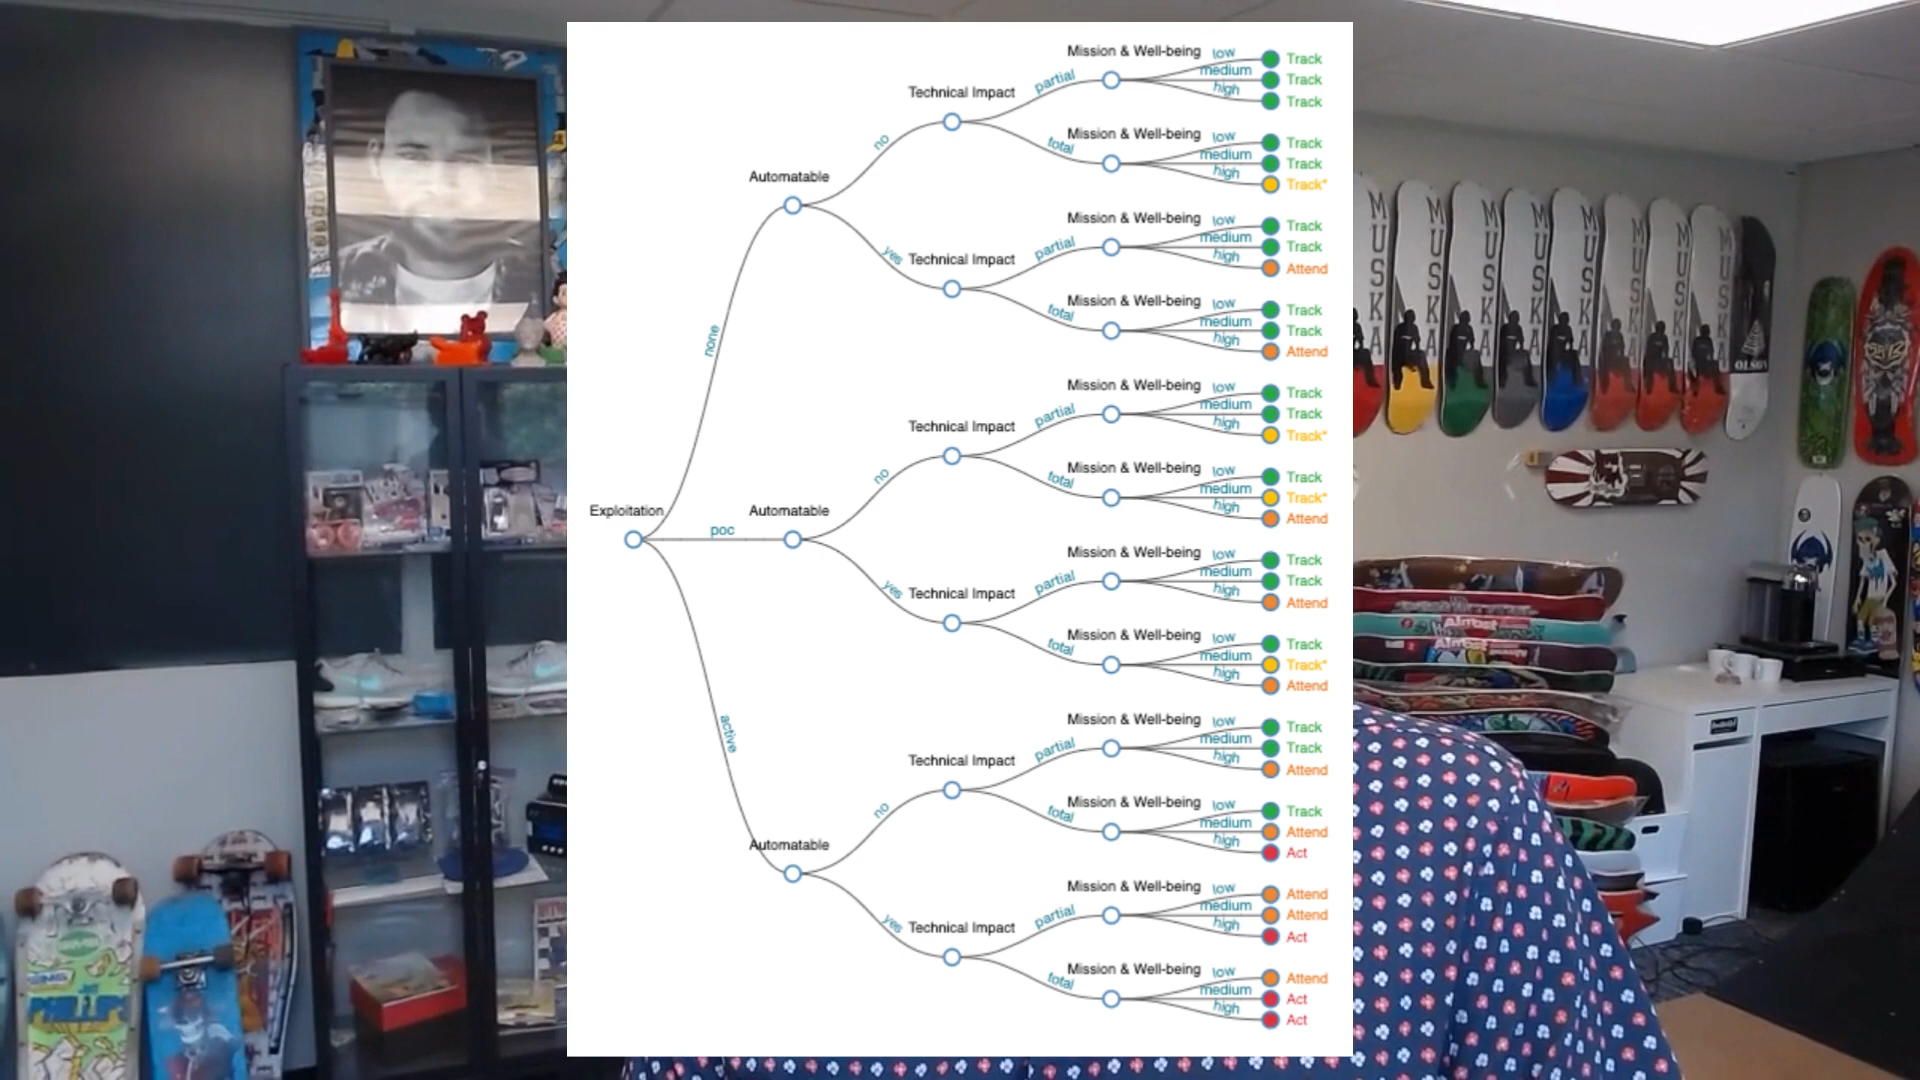 Mission & Well-being low Track
medium Track
high Track
Technical Impact partial
Mission & Well-being low Track
no total medium Track
high Track*
Automatable
Mission & Well-being low Track
yes Technical Impact partial medium Track
high Attend
Mission & Well-being low Track
total medium Track
none high Attend
Mission & Well-being low Track
Technical Impact partial medium Track
high Track*
no Mission & Well-being low Track
total medium Track*
Exploitation poc Automatable high Attend
Mission & Well-being low Track
yes Technical Impact partial medium Track
high Attend
Mission & Well-being low Track
total medium Track*
high Attend
active
Mission & Well-being low Track
Technical Impact partial medium Track
high Attend
no Mission & Well-being low Track
total medium Attend
Automatable high Act
Mission & Well-being low Attend
yes Technical Impact partial medium Attend
high Act
Mission & Well-being low Attend
total medium Act
high Act
MUSKA
MUSKA
MUSKA
MUSKA
MUSKA
MUSKA
MUSKA
MUSKA
OLSON
Almost
Almost
PHILLIPS